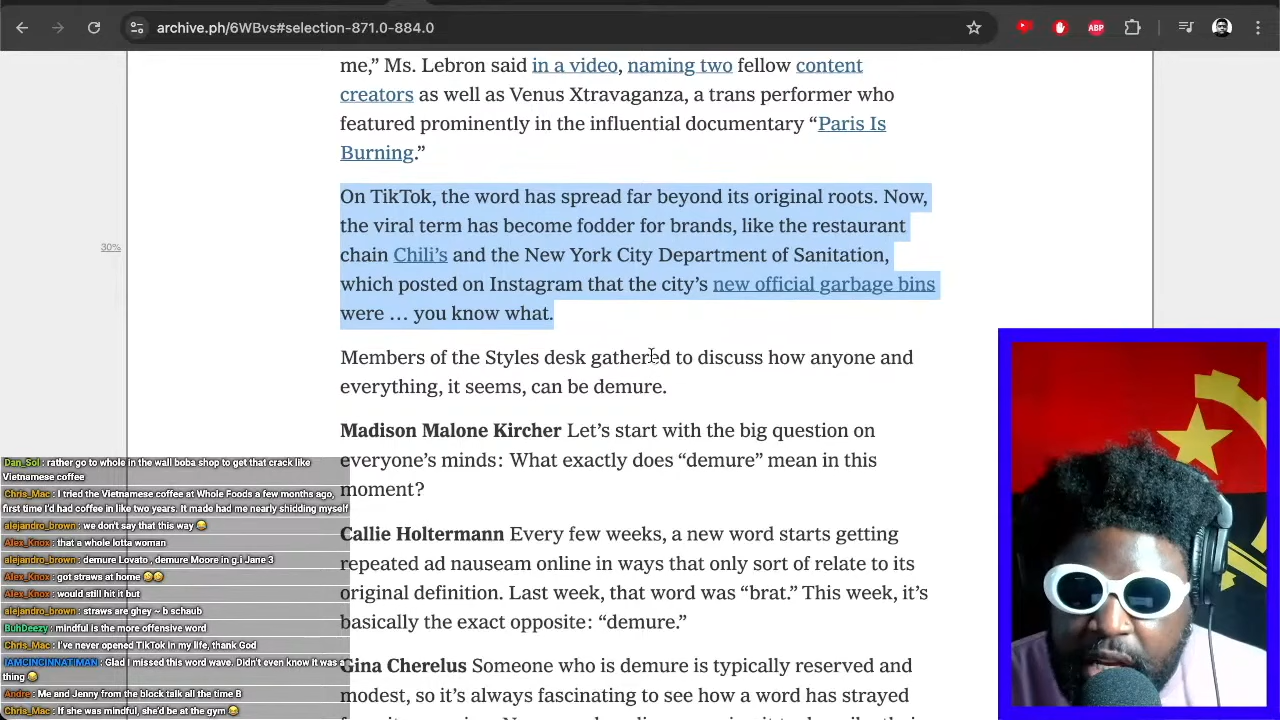 archive.ph/6WBvs#selection-871.0-884.0
ABP
me,” Ms. Lebron said in a video, naming two fellow content
creators as well as Venus Xtravaganza, a trans performer who
featured prominently in the influential documentary “Paris Is
Burning.”
On TikTok, the word has spread far beyond its original roots. Now,
the viral term has become fodder for brands, like the restaurant
30%
chain Chili’s and the New York City Department of Sanitation,
which posted on Instagram that the city’s new official garbage bins
were … you know what.
Members of the Styles desk gathered to discuss how anyone and
everything, it seems, can be demure.
Madison Malone Kircher Let’s start with the big question on
everyone’s minds: What exactly does “demure” mean in this
moment?
Callie Holtermann Every few weeks, a new word starts getting
repeated ad nauseam online in ways that only sort of relate to its
original definition. Last week, that word was “brat.” This week, it’s
basically the exact opposite: “demure.”
Gina Cherelus Someone who is demure is typically reserved and
modest, so it’s always fascinating to see how a word has strayed
Dan_Sol : rather go to whole in the wall boba shop to get that crack like
Vietnamese coffee
Chris_Mac : I tried the Vietnamese coffee at Whole Foods a few months ago,
first time I'd had coffee in like two years. It made had me nearly shidding myself
alejandro_brown : we don't say that this way 😂
Alex_Knox : that a whole lotta woman
alejandro_brown : demure Lovato , demure Moore in g.i Jane 3
Alex_Knox : got straws at home 🤣🤣
Alex_Knox : would still hit it but
alejandro_brown : straws are ghey ~ b schaub
BuhDeezy : mindful is the more offensive word
Chris_Mac : I've never opened TikTok in my life, thank God
IAMCINCINNATIMAN : Glad I missed this word wave. Didn't even know it was a
thing 😂
Andre : Me and Jenny from the block talk all the time B
Chris_Mac : If she was mindful, she'd be at the gym 😂